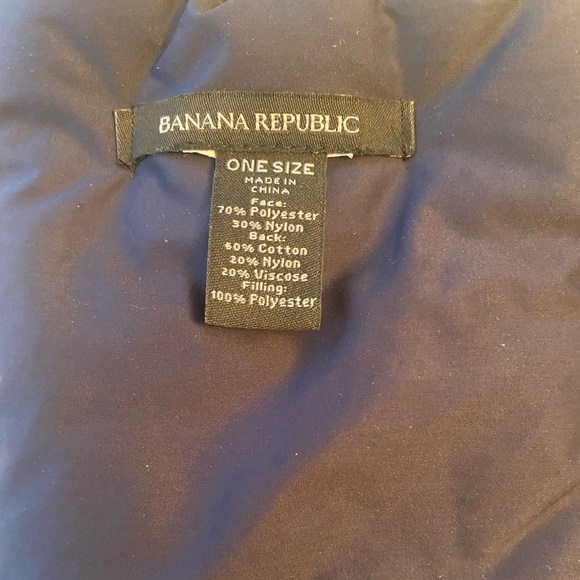 BANANA REPUBLIC
ONE SIZE
MADE IN
CHINA
Face:
70% Polyester
30% Nylon
Back:
60% Cotton
20% Nylon
20% Viscose
Filling:
100% Polyester